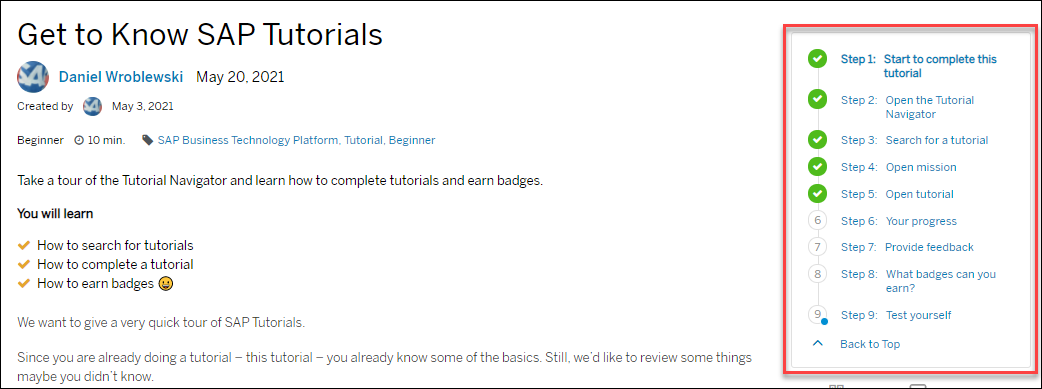 Get to Know SAP Tutorials
Daniel Wroblewski May 20, 2021
Created by May 3, 2021
Beginner 10 min. SAP Business Technology Platform, Tutorial, Beginner
Take a tour of the Tutorial Navigator and learn how to complete tutorials and earn badges.
You will learn
How to search for tutorials
How to complete a tutorial
How to earn badges 😀
We want to give a very quick tour of SAP Tutorials.
Since you are already doing a tutorial – this tutorial – you already know some of the basics. Still, we'd like to review some things
maybe you didn't know.
Step 1: Start to complete this
tutorial
Step 2: Open the Tutorial
Navigator
Step 3: Search for a tutorial
Step 4: Open mission
Step 5: Open tutorial
6 Step 6: Your progress
7 Step 7: Provide feedback
8 Step 8: What badges can you
earn?
9 Step 9: Test yourself
Back to Top